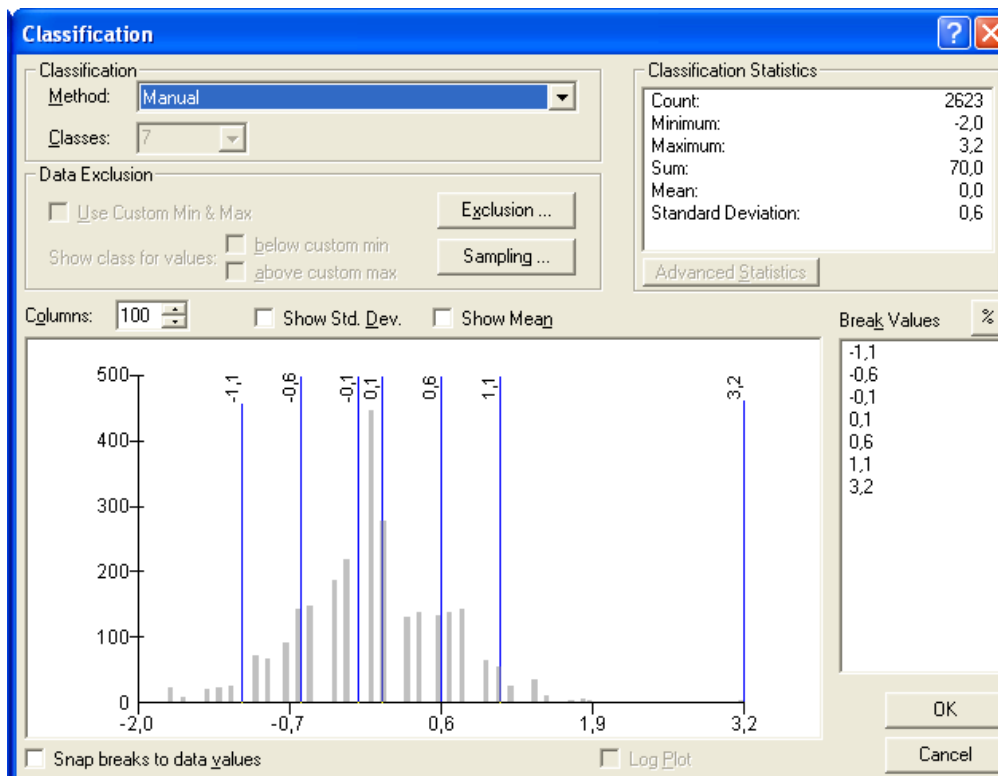 Classification
Classification
Method: Manual
Classes: 7
Data Exclusion
Use Custom Min & Max
Exclusion ...
Show class for values:
below custom min
above custom max
Sampling ...
Classification Statistics
Count: 2623
Minimum: -2,0
Maximum: 3,2
Sum: 70,0
Mean: 0,0
Standard Deviation: 0,6
Advanced Statistics
Columns: 100
Show Std. Dev.
Show Mean
Break Values
%
-1,1
-0,6
-0,1
0,1
0,6
1,1
3,2
500
400
300
200
100
0
-1,1
-0,6
-0,1
0,1
0,6
1,1
3,2
-2,0
-0,7
0,6
1,9
3,2
Snap breaks to data values
Log Plot
OK
Cancel